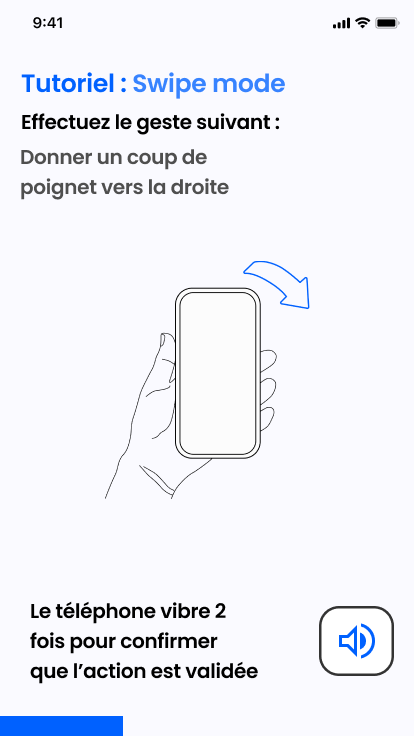 9:41
Tutoriel : Swipe mode
Effectuez le geste suivant :
Donner un coup de
poignet vers la droite
Le téléphone vibre 2
fois pour confirmer
que l’action est validée